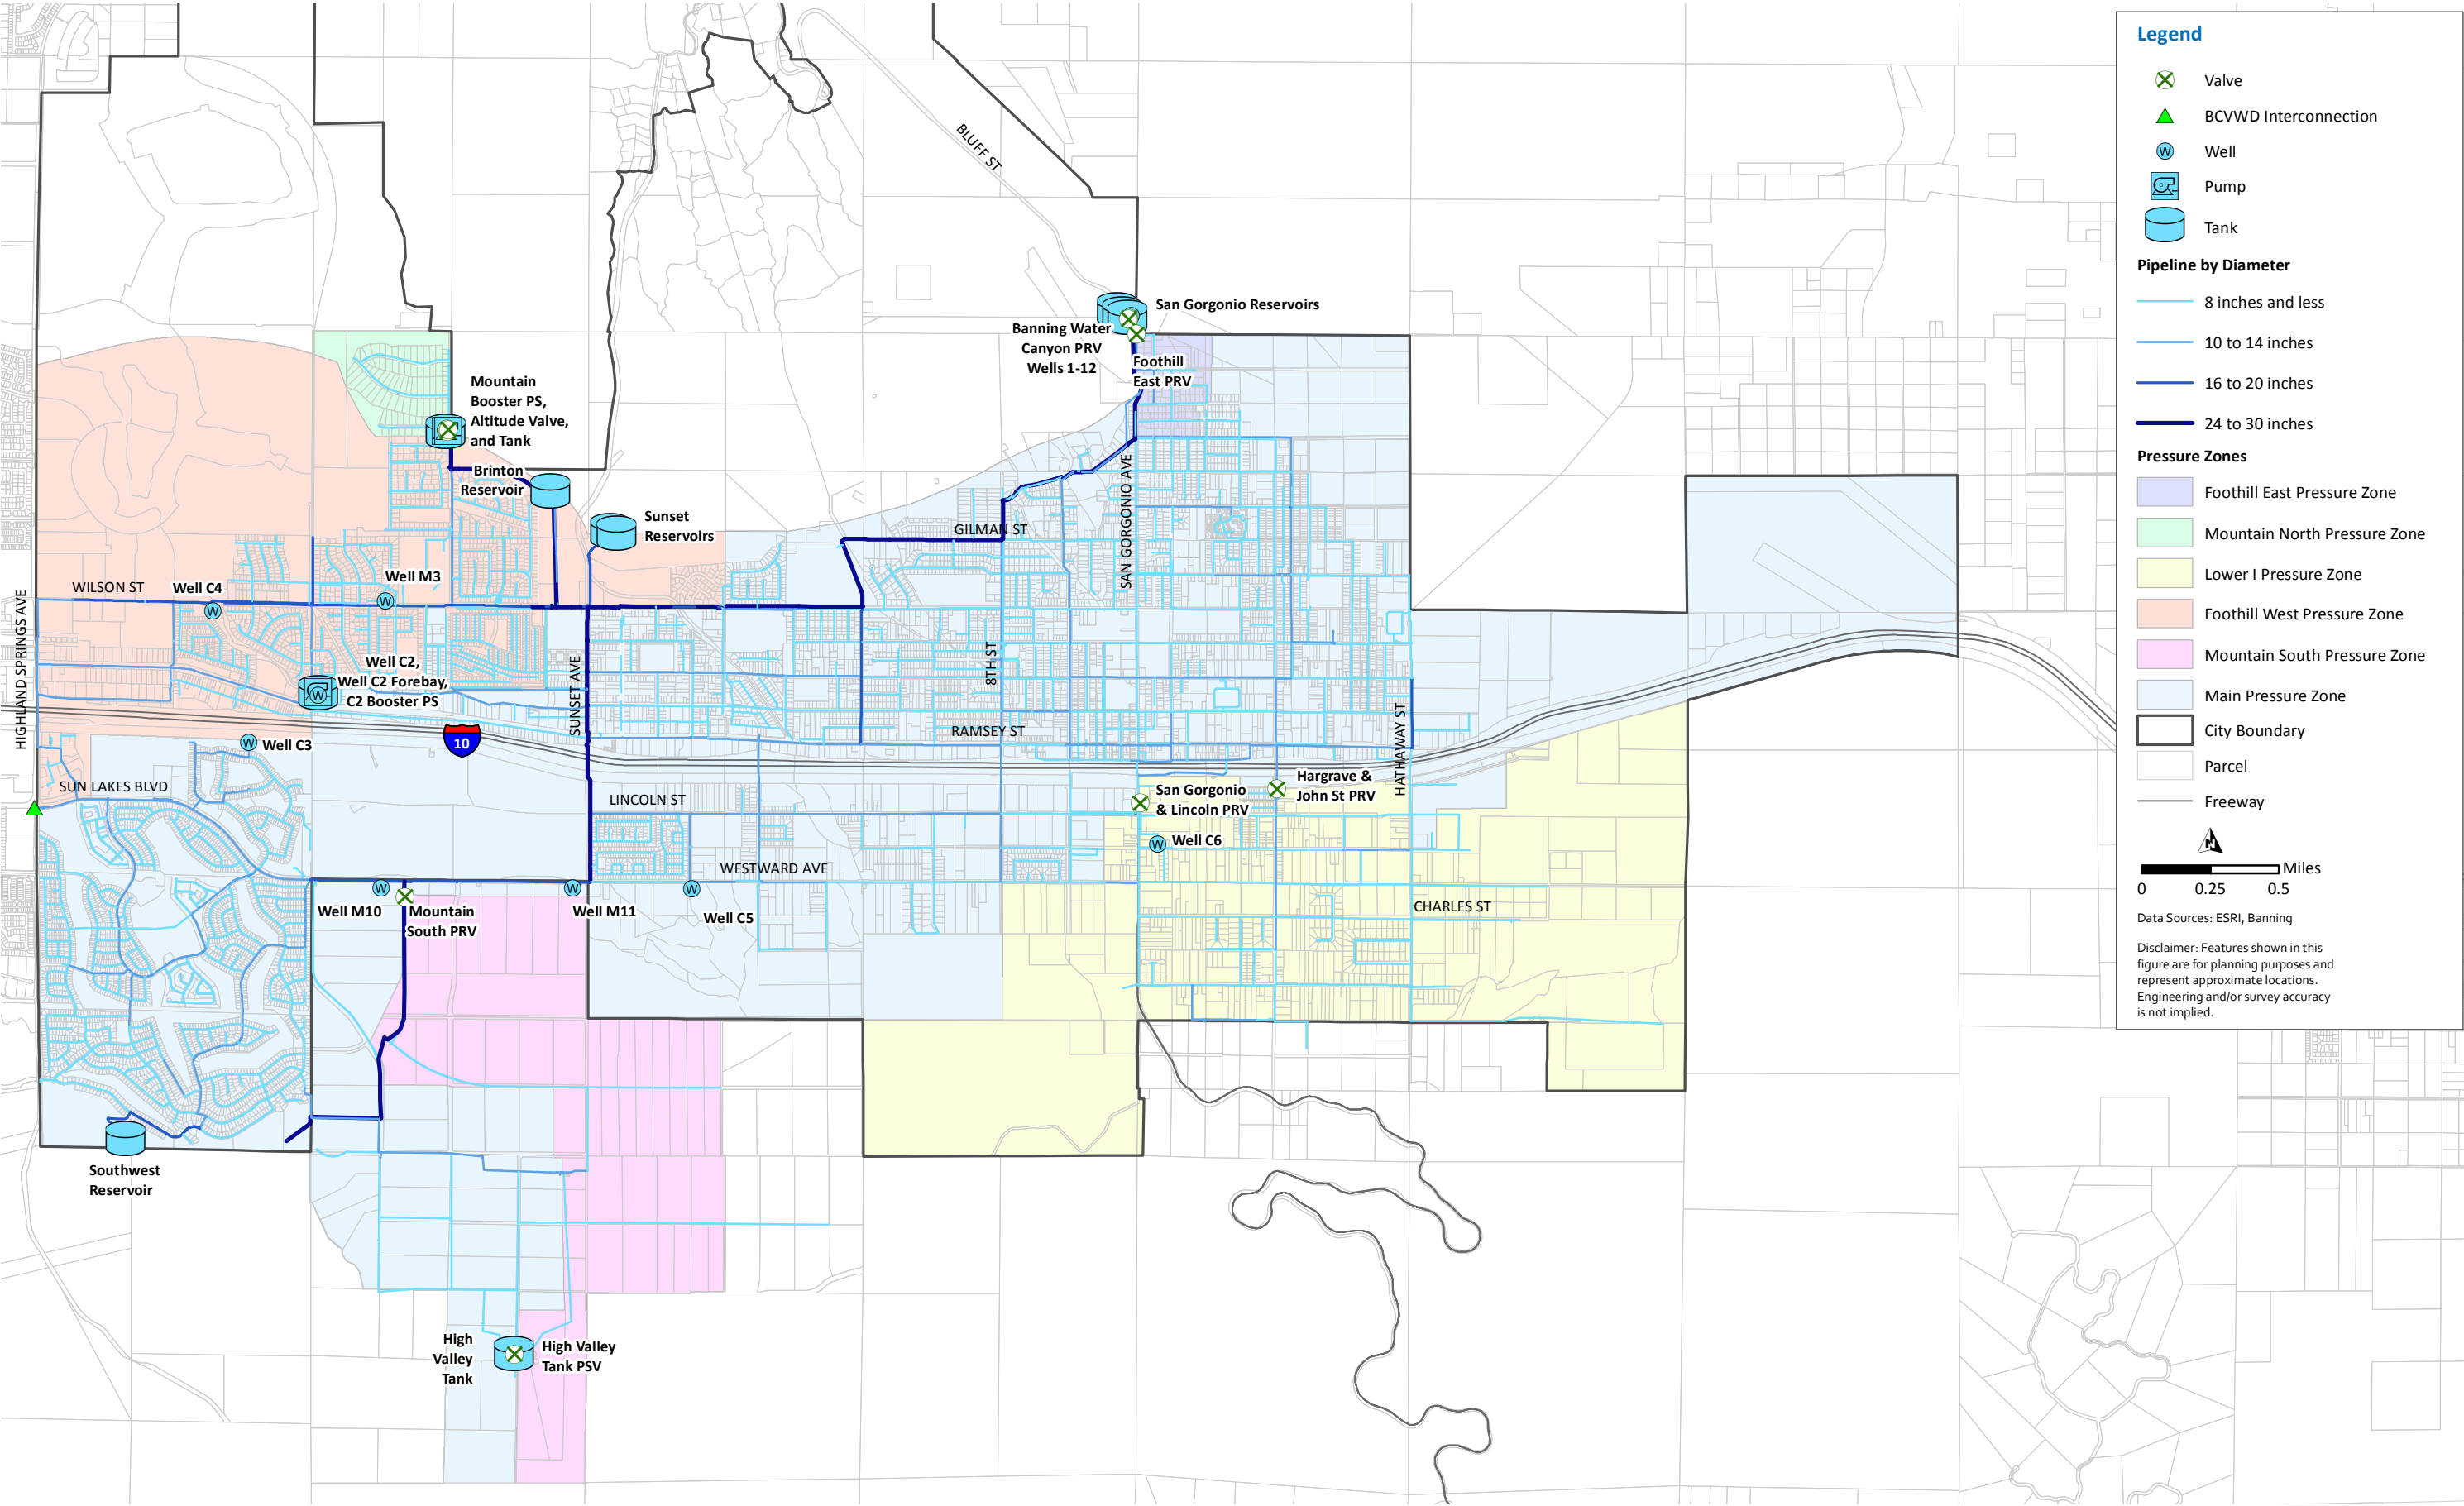 BLUFF ST
San Gorgonio Reservoirs
Banning Water
Canyon PRV
Wells 1-12
Foothill
East PRV
Mountain
Booster PS,
Altitude Valve,
and Tank
Brinton
Reservoir
Sunset
Reservoirs
GILMAN ST
SAN GORGONIO AVE
WILSON ST
Well C4
W
Well M3
W
HIGHLAND SPRINGS AVE
Well C2,
Well C2 Forebay,
C2 Booster PS
W
SUNSET AVE
8TH ST
RAMSEY ST
HATHAWAY ST
W
Well C3
10
SUN LAKES BLVD
LINCOLN ST
San Gorgonio
& Lincoln PRV
Hargrave &
John St PRV
W
Well C6
WESTWARD AVE
W
Well M10
Mountain
South PRV
W
Well M11
W
Well C5
CHARLES ST
Southwest
Reservoir
High
Valley
Tank
High Valley
Tank PSV
Legend
Valve
BCVWD Interconnection
W
Well
Pump
Tank
Pipeline by Diameter
8 inches and less
10 to 14 inches
16 to 20 inches
24 to 30 inches
Pressure Zones
Foothill East Pressure Zone
Mountain North Pressure Zone
Lower I Pressure Zone
Foothill West Pressure Zone
Mountain South Pressure Zone
Main Pressure Zone
City Boundary
Parcel
Freeway
N
Miles
0 0.25 0.5
Data Sources: ESRI, Banning
Disclaimer: Features shown in this
figure are for planning purposes and
represent approximate locations.
Engineering and/or survey accuracy
is not implied.